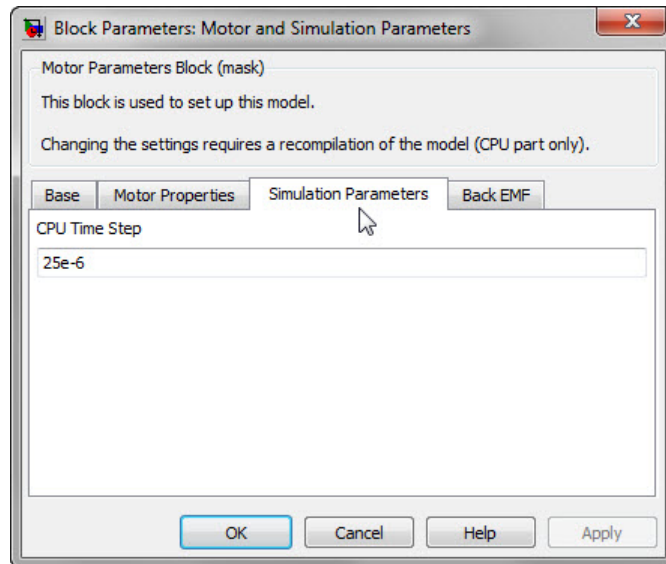 Block Parameters: Motor and Simulation Parameters
Motor Parameters Block (mask)
This block is used to set up this model.
Changing the settings requires a recompilation of the model (CPU part only).
Base Motor Properties Simulation Parameters Back EMF
CPU Time Step
25e-6
OK Cancel Help Apply